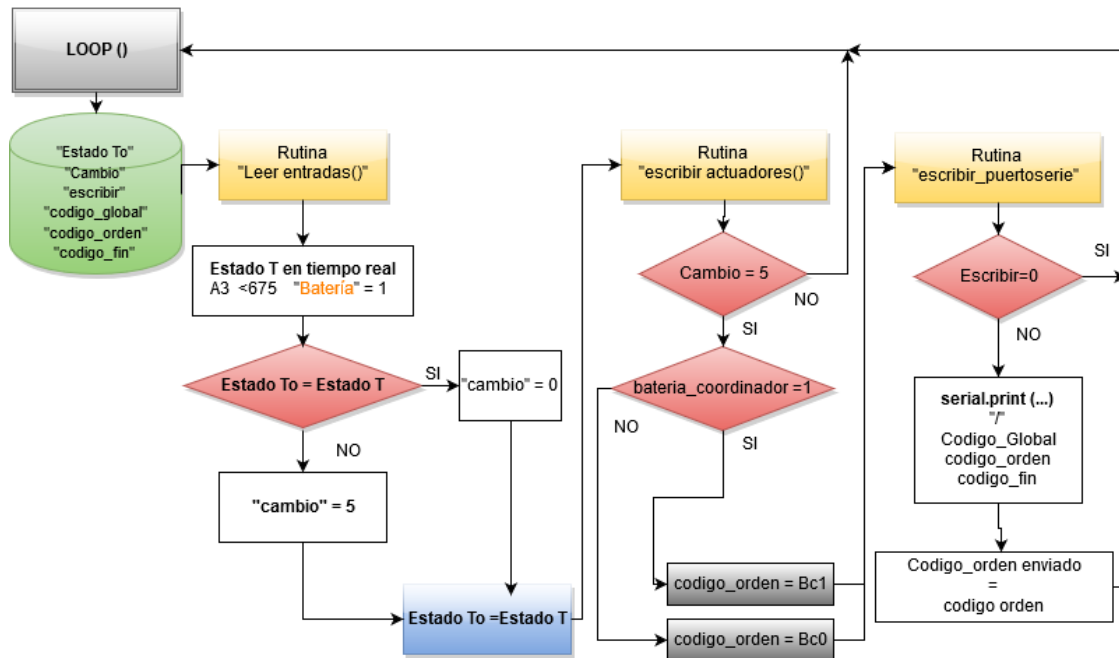 LOOP ()
"Estado To"
"Cambio"
"escribir"
"codigo_global"
"codigo_orden"
"codigo_fin"
Rutina
"Leer entradas()"
Estado T en tiempo real
A3 <675 "Batería" = 1
Estado To = Estado T
SI
"cambio" = 0
NO
"cambio" = 5
Estado To =Estado T
Rutina
"escribir actuadores()"
Cambio = 5
NO
SI
bateria_coordinador =1
NO
SI
codigo_orden = Bc1
codigo_orden = Bc0
Rutina
"escribir_puertoserie"
SI
Escribir=0
NO
serial.print (...)
"/"
Codigo_Global
codigo_orden
codigo_fin
Codigo_orden enviado
=
codigo orden